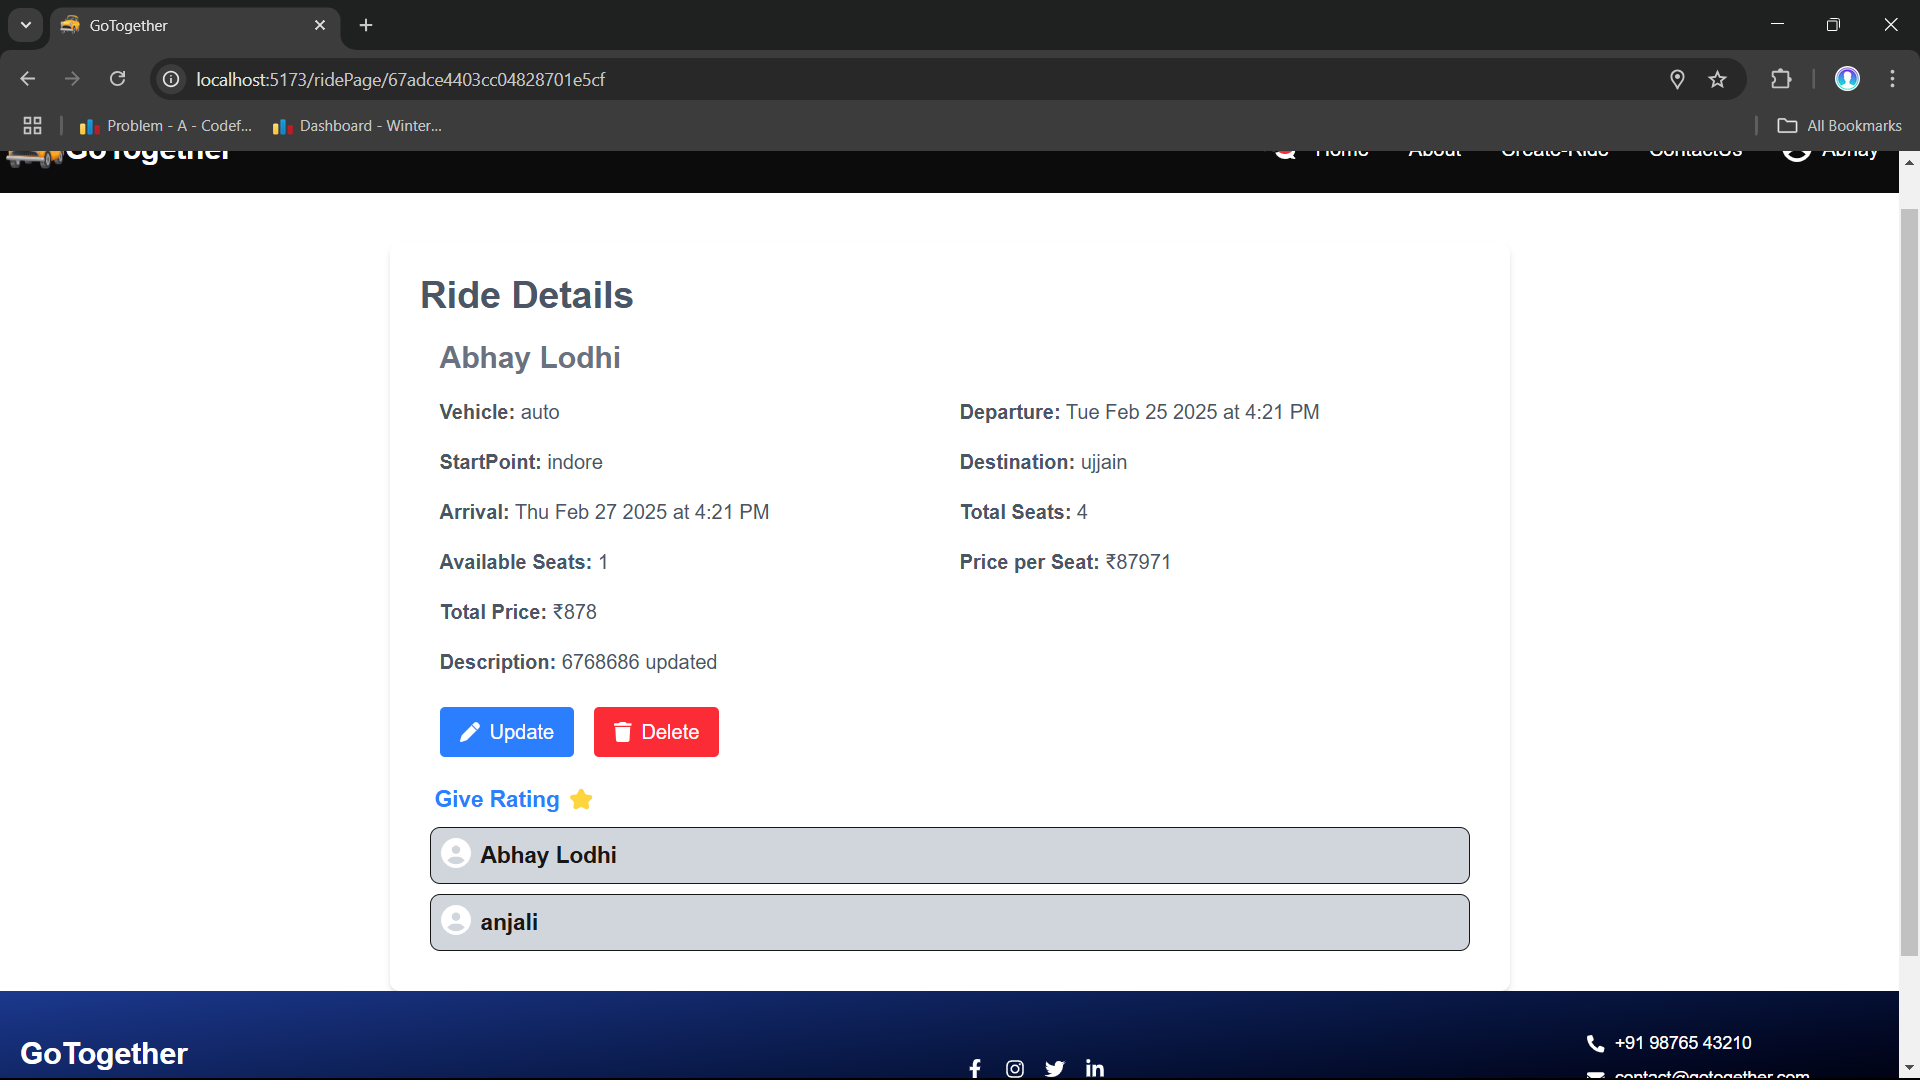 GoTogether
localhost:5173/ridePage/67adce4403cc04828701e5cf
Problem - A - Codef...
Dashboard - Winter...
All Bookmarks
GoTogether
Home About Create-Ride ContactUs Abhay
Ride Details
Abhay Lodhi
Vehicle: auto
Departure: Tue Feb 25 2025 at 4:21 PM
StartPoint: indore
Destination: ujjain
Arrival: Thu Feb 27 2025 at 4:21 PM
Total Seats: 4
Available Seats: 1
Price per Seat: ₹87971
Total Price: ₹878
Description: 6768686 updated
Update
Delete
Give Rating
Abhay Lodhi
anjali
GoTogether
+91 98765 43210
contact@gotogether.com